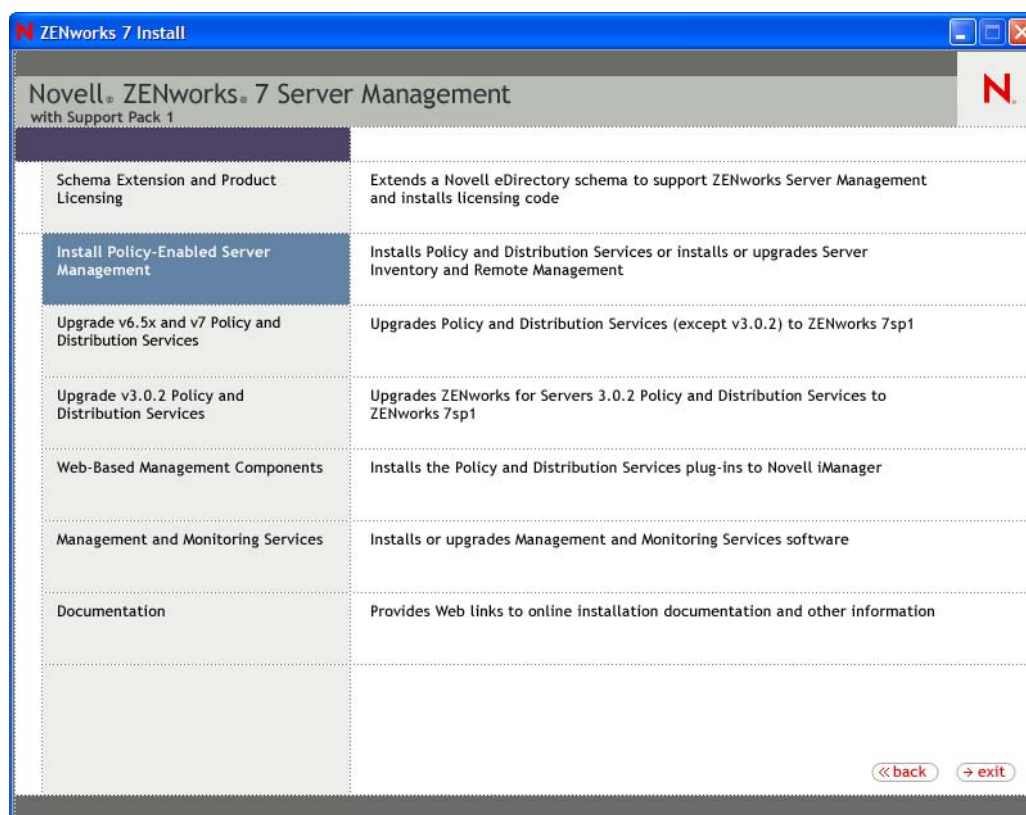 ZENworks 7 Install
Novell® ZENworks® 7 Server Management
with Support Pack 1
N®
Schema Extension and Product
Licensing
Extends a Novell eDirectory schema to support ZENworks Server Management
and installs licensing code
Install Policy-Enabled Server
Management
Installs Policy and Distribution Services or installs or upgrades Server
Inventory and Remote Management
Upgrade v6.5x and v7 Policy and
Distribution Services
Upgrades Policy and Distribution Services (except v3.0.2) to ZENworks 7sp1
Upgrade v3.0.2 Policy and
Distribution Services
Upgrades ZENworks for Servers 3.0.2 Policy and Distribution Services to
ZENworks 7sp1
Web-Based Management Components
Installs the Policy and Distribution Services plug-ins to Novell iManager
Management and Monitoring Services
Installs or upgrades Management and Monitoring Services software
Documentation
Provides Web links to online installation documentation and other information
« back
→ exit